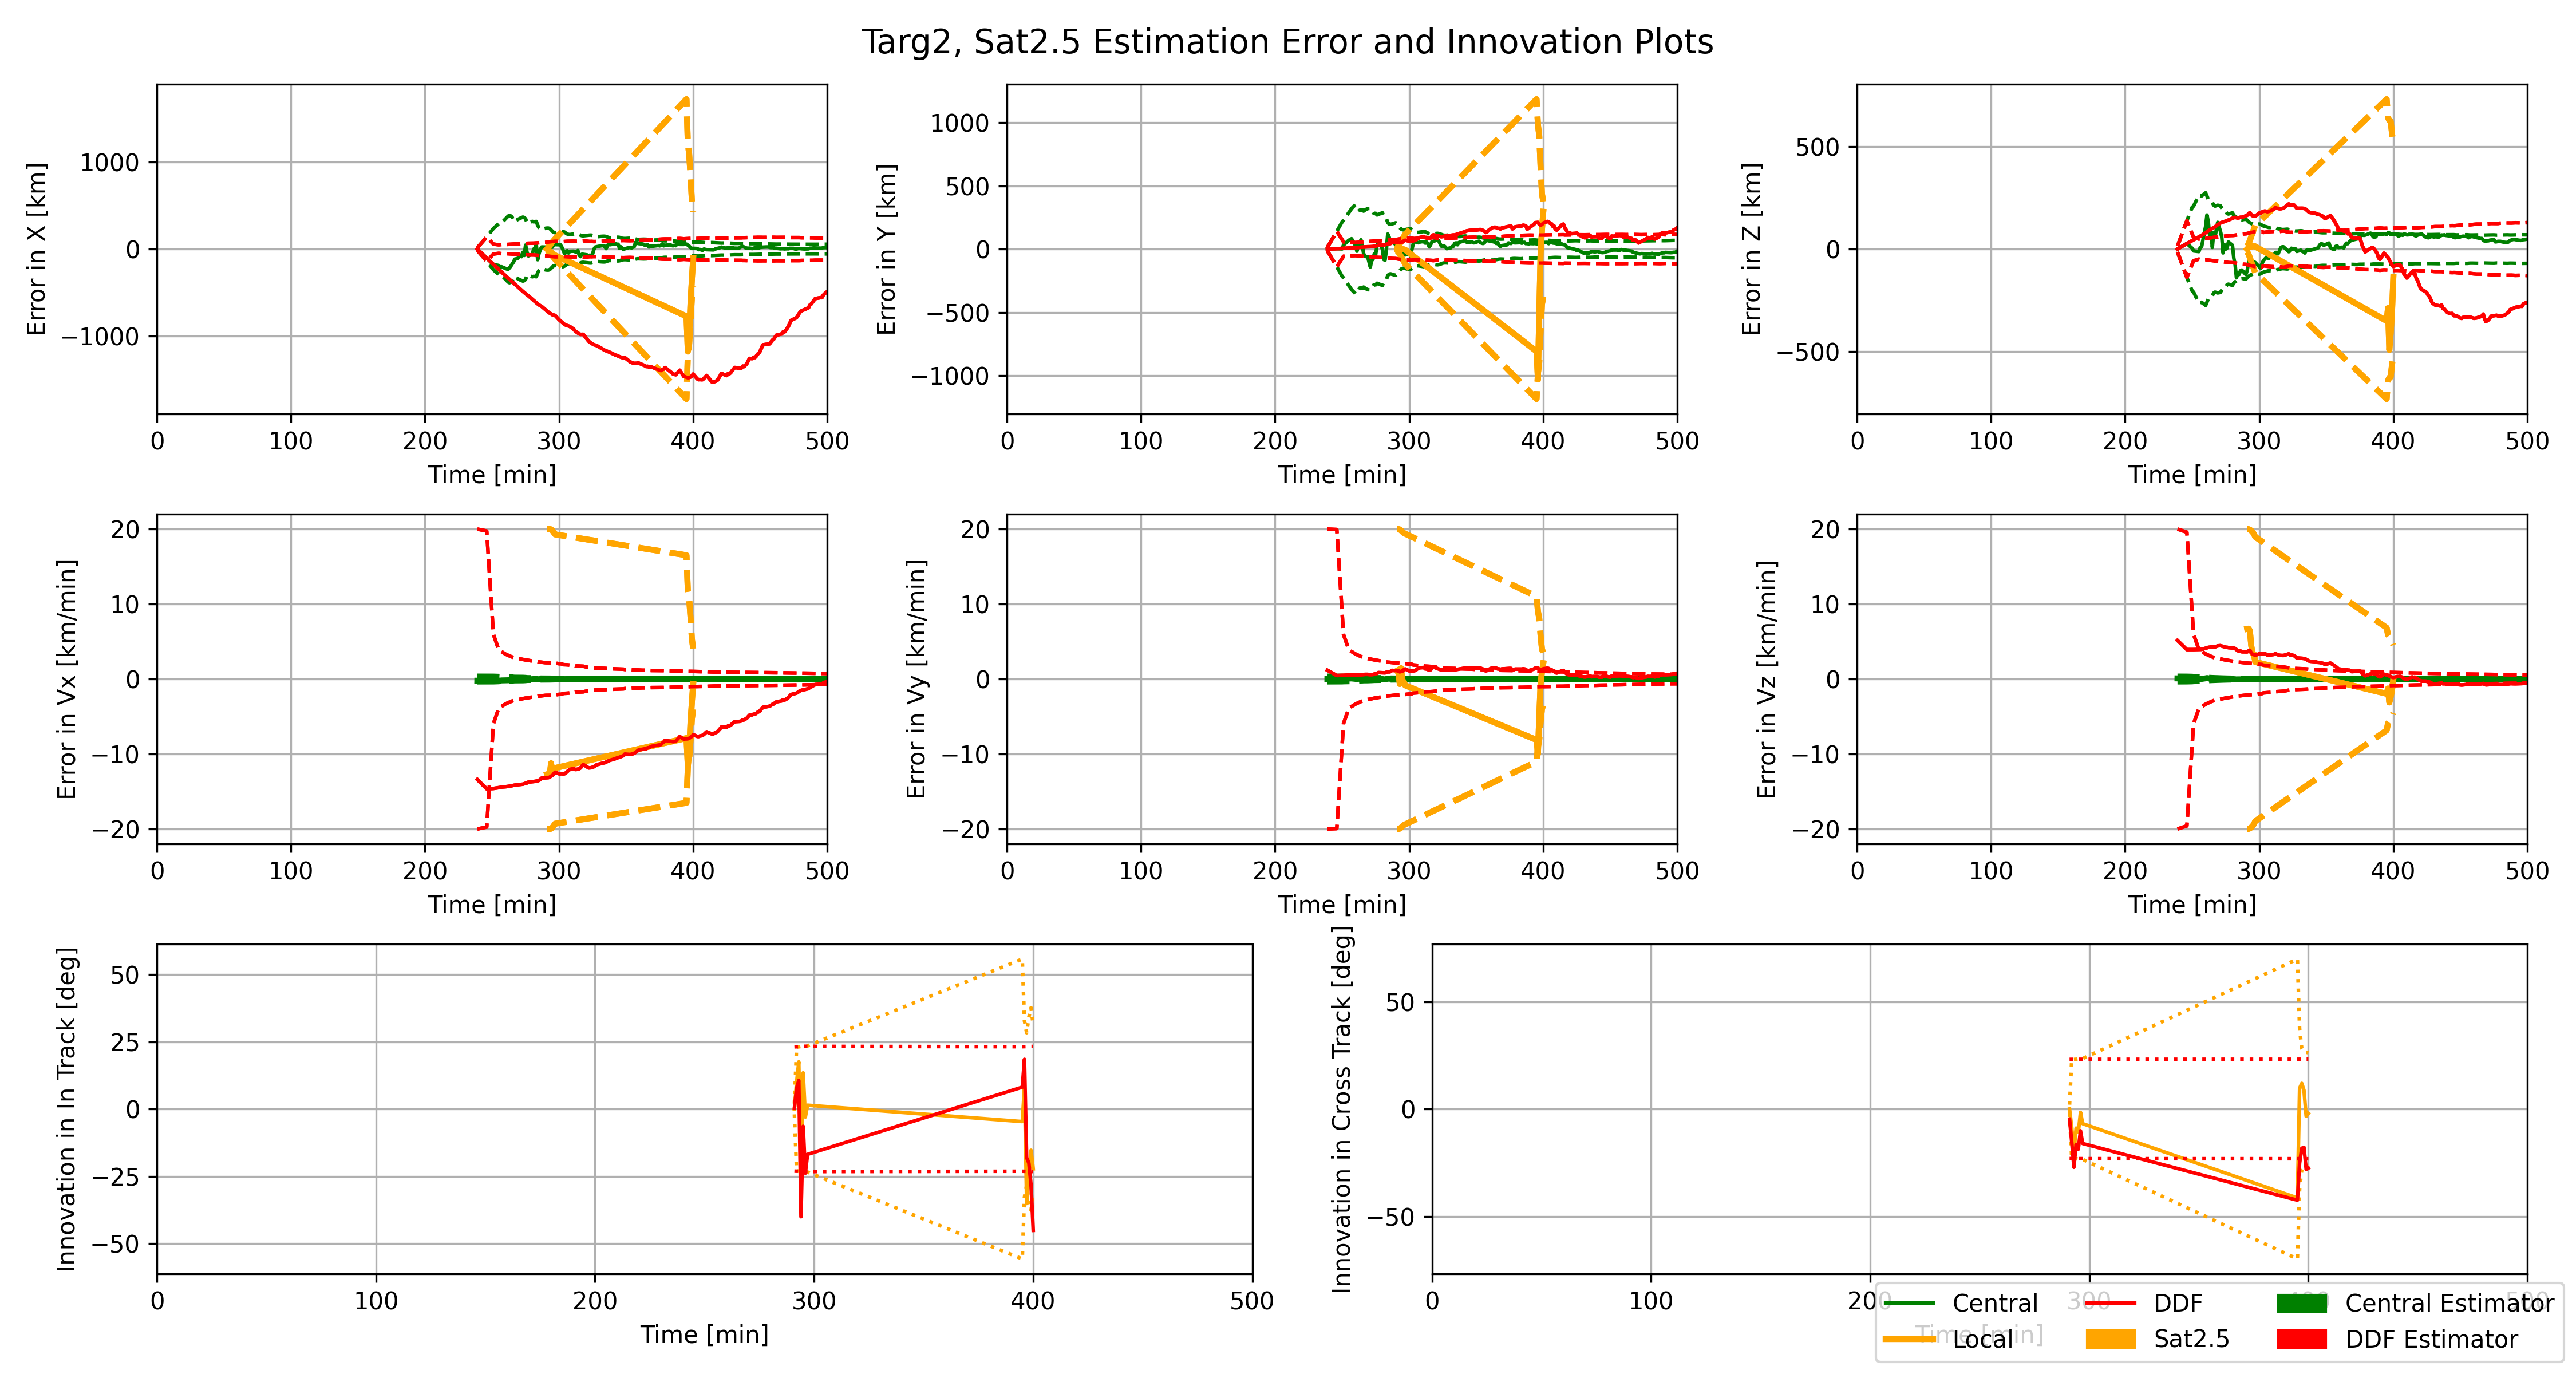 Targ2, Sat2.5 Estimation Error and Innovation Plots
Error in X [km]
1000
0
−1000
0 100 200 300 400 500
Time [min]
Error in Y [km]
1000
500
0
−500
−1000
0 100 200 300 400 500
Time [min]
Error in Z [km]
500
0
−500
0 100 200 300 400 500
Time [min]
Error in Vx [km/min]
20
10
0
−10
−20
0 100 200 300 400 500
Time [min]
Error in Vy [km/min]
20
10
0
−10
−20
0 100 200 300 400 500
Time [min]
Error in Vz [km/min]
20
10
0
−10
−20
0 100 200 300 400 500
Time [min]
Innovation in In Track [deg]
50
25
0
−25
−50
0 100 200 300 400 500
Time [min]
Innovation in Cross Track [deg]
50
0
−50
0 100 200 300 400 500
Time [min]
Central DDF Central Estimator
Local Sat2.5 DDF Estimator